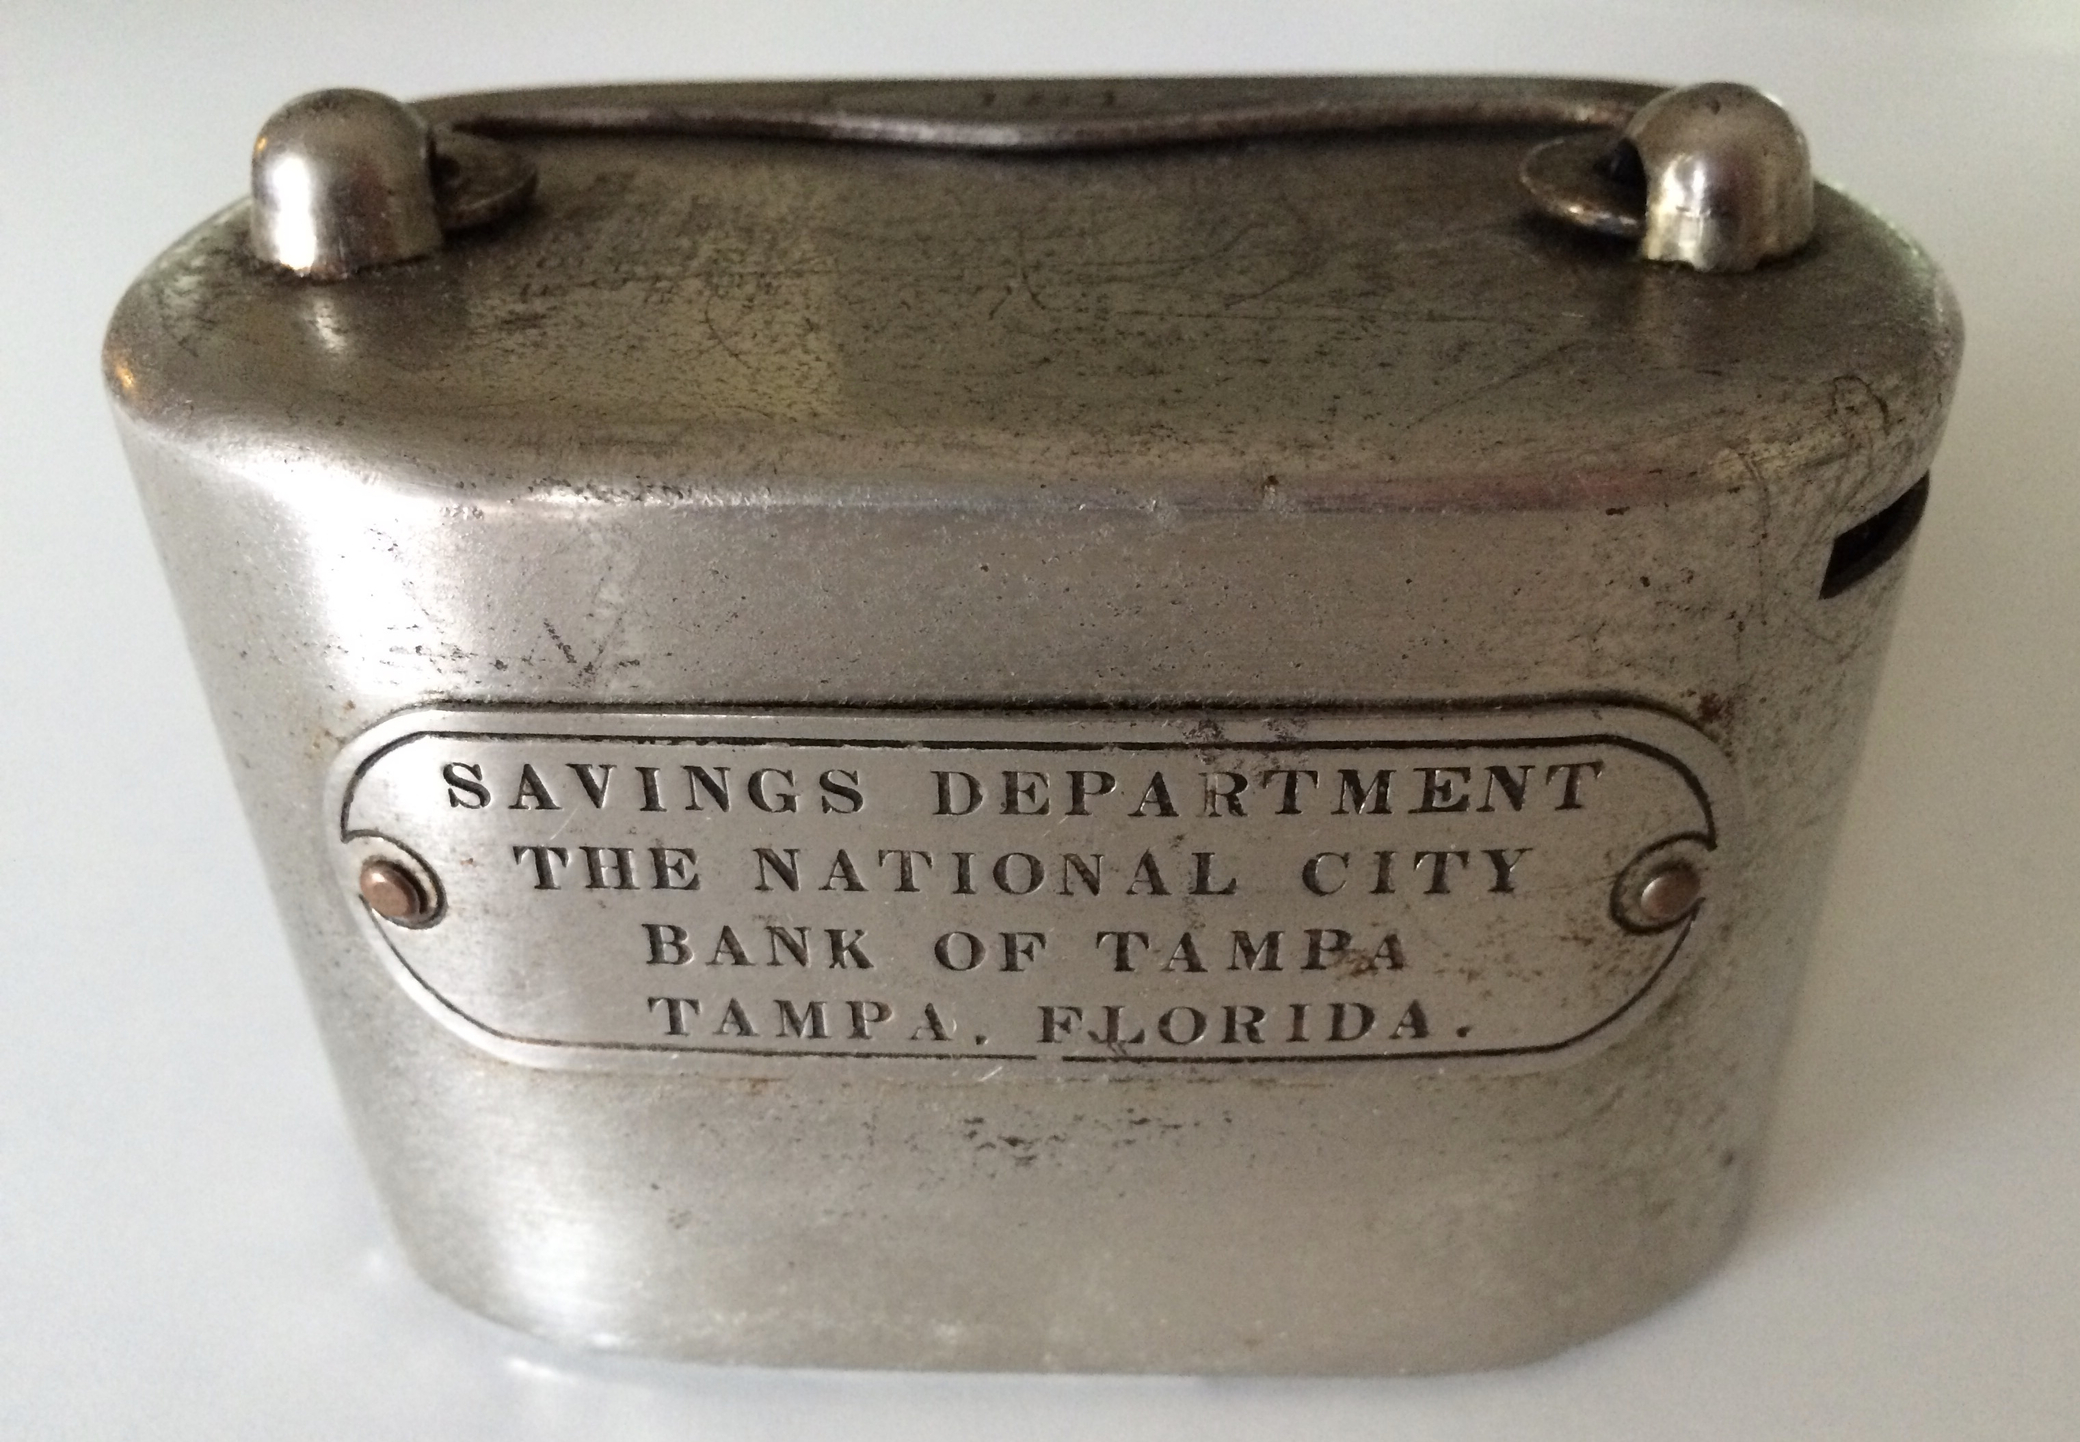 SAVINGS DEPARTMENT
THE NATIONAL CITY
BANK OF TAMPA
TAMPA, FLORIDA.